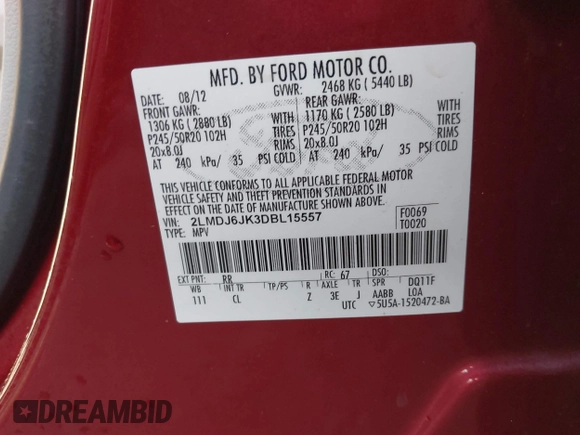 MFD. BY FORD MOTOR CO.
DATE: 08/12 GVWR: 2468 KG ( 5440 LB)
FRONT GAWR: REAR GAWR:
1306 KG ( 2880 LB) 1170 KG ( 2580 LB) WITH
P245/50R20 102H TIRES P245/50R20 102H TIRES
20x8.0J RIMS 20x8.0J RIMS
AT 240 kPa/ 35 PSI COLD AT 240 kPa/ 35 PSI COLD
THIS VEHICLE CONFORMS TO ALL APPLICABLE FEDERAL MOTOR
VEHICLE SAFETY AND THEFT PREVENTION STANDARDS IN EFFECT
ON THE DATE OF MANUFACTURE SHOWN ABOVE.
VIN: 2LMDJ6JK3DBL15557 F0069
TYPE: MPV T0020
EXT PNT: RR RC: 67 DSO:
WB INT TR TP/PS R AXLE TR SPR DQ11F
111 CL Z 3E J AABB LOA
UTC ▽5U5A-1520472-BA
DREAMBID